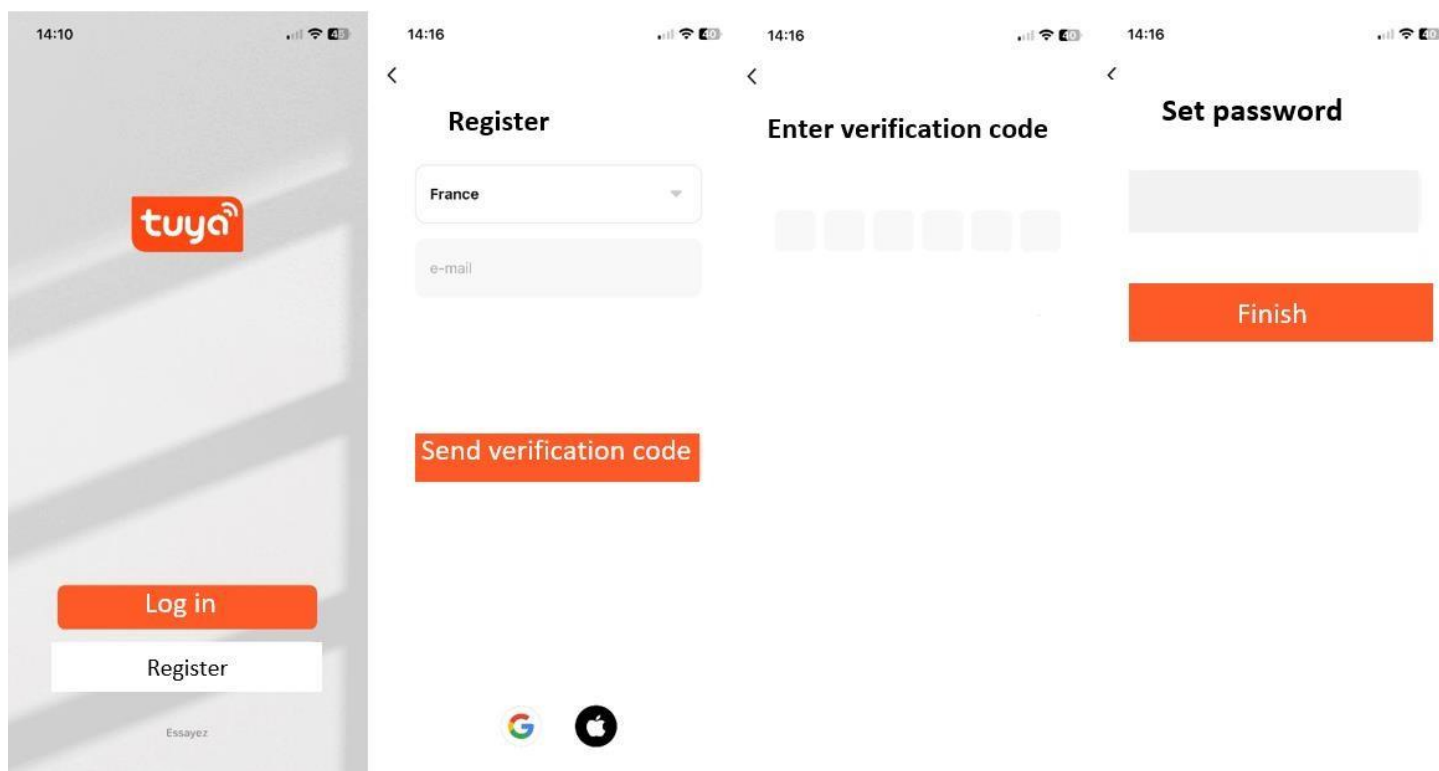 14:10
tuya
Log in
Register
Essayez
14:16
Register
France
e-mail
Send verification code
14:16
Enter verification code
14:16
Set password
Finish